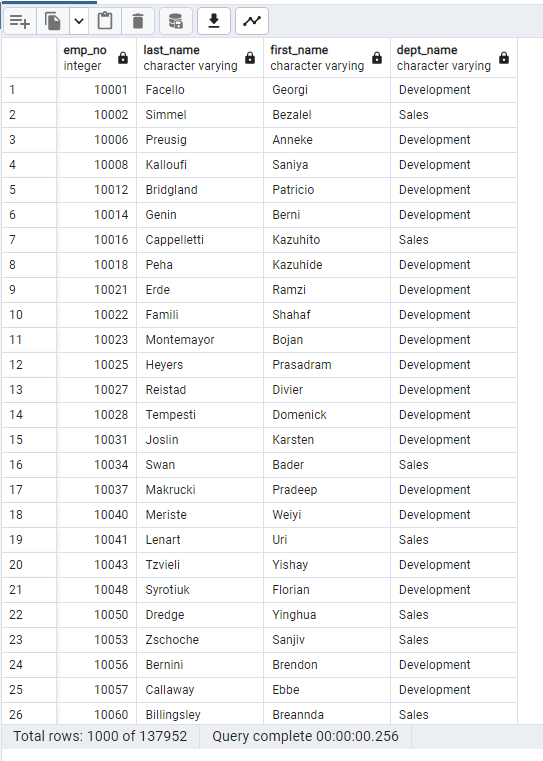 emp_no last_name first_name dept_name
integer character varying character varying character varying
1 10001 Facello Georgi Development
2 10002 Simmel Bezalel Sales
3 10006 Preusig Anneke Development
4 10008 Kalloufi Saniya Development
5 10012 Bridgland Patricio Development
6 10014 Genin Berni Development
7 10016 Cappelletti Kazuhito Sales
8 10018 Peha Kazuhide Development
9 10021 Erde Ramzi Development
10 10022 Famili Shahaf Development
11 10023 Montemayor Bojan Development
12 10025 Heyers Prasadram Development
13 10027 Reistad Divier Development
14 10028 Tempesti Domenick Development
15 10031 Joslin Karsten Development
16 10034 Swan Bader Sales
17 10037 Makrucki Pradeep Development
18 10040 Meriste Weiyi Development
19 10041 Lenart Uri Sales
20 10043 Tzvieli Yishay Development
21 10048 Syrotiuk Florian Development
22 10050 Dredge Yinghua Sales
23 10053 Zschoche Sanjiv Sales
24 10056 Bernini Brendon Development
25 10057 Callaway Ebbe Development
26 10060 Billingsley Breannda Sales
Total rows: 1000 of 137952 Query complete 00:00:00.256